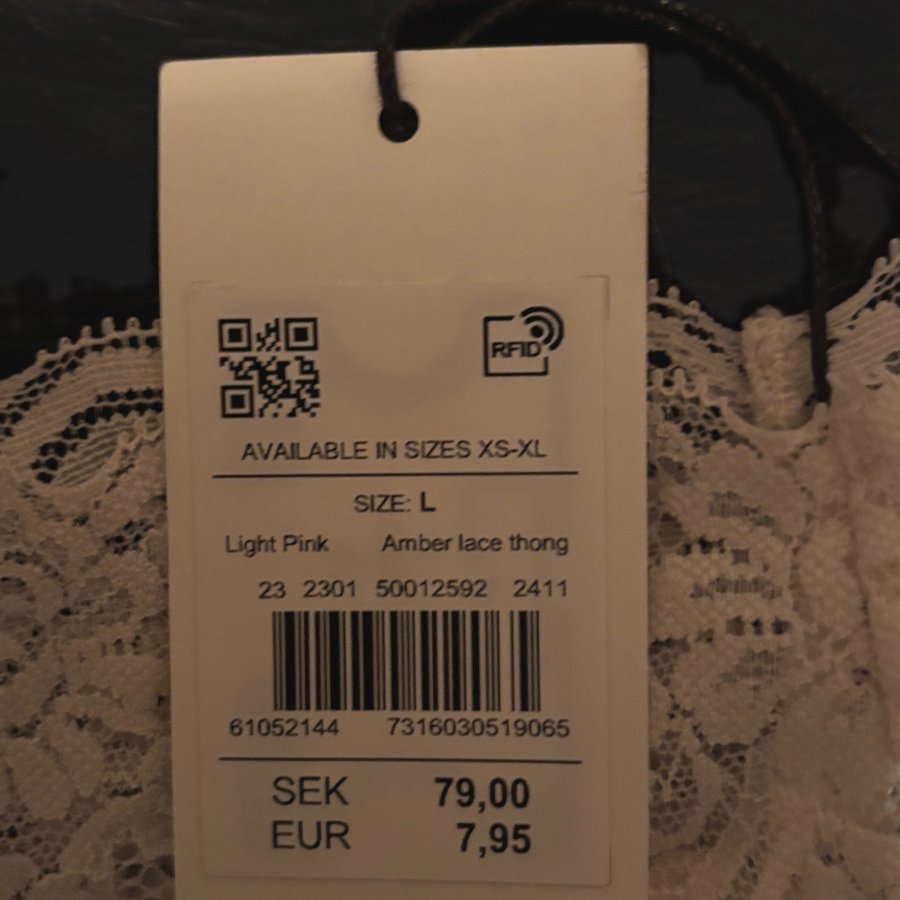 RFID
AVAILABLE IN SIZES XS-XL
SIZE: L
Light Pink Amber lace thong
23 2301 50012592 2411
61052144 7316030519065
SEK 79,00
EUR 7,95